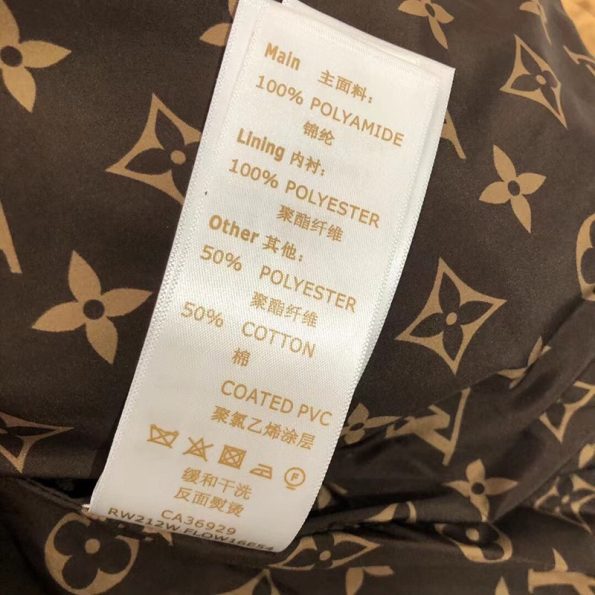 Main 主面料:
100% POLYAMIDE
锦纶
Lining 内衬:
100% POLYESTER
聚酯纤维
Other 其他:
50% POLYESTER
聚酯纤维
50% COTTON
棉
COATED PVC
聚氯乙烯涂层
缓和干洗
反面熨烫
CA36929
RW212W FLOW16E54